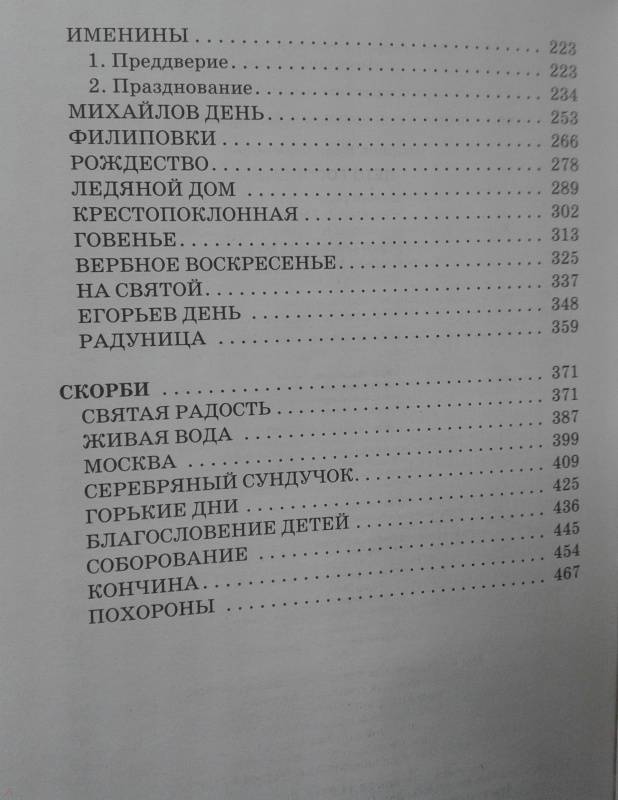 ИМЕНИНЫ . . . . . . . . . . . . . . . . . . . . . . . . . . . 223
1. Преддверие . . . . . . . . . . . . . . . . . . . . . . . . 223
2. Празднование . . . . . . . . . . . . . . . . . . . . . . 234
МИХАЙЛОВ ДЕНЬ . . . . . . . . . . . . . . . . . . . . . 253
ФИЛИПОВКИ . . . . . . . . . . . . . . . . . . . . . . . . 266
РОЖДЕСТВО . . . . . . . . . . . . . . . . . . . . . . . . 278
ЛЕДЯНОЙ ДОМ . . . . . . . . . . . . . . . . . . . . . . 289
КРЕСТОПОКЛОННАЯ . . . . . . . . . . . . . . . . . . 302
ГОВЕНЬЕ . . . . . . . . . . . . . . . . . . . . . . . . . . 313
ВЕРБНОЕ ВОСКРЕСЕНЬЕ . . . . . . . . . . . . . . . 325
НА СВЯТОЙ . . . . . . . . . . . . . . . . . . . . . . . . 337
ЕГОРЬЕВ ДЕНЬ . . . . . . . . . . . . . . . . . . . . . . 348
РАДУНИЦА . . . . . . . . . . . . . . . . . . . . . . . . 359
СКОРБИ . . . . . . . . . . . . . . . . . . . . . . . . . . . 371
СВЯТАЯ РАДОСТЬ . . . . . . . . . . . . . . . . . . . . 371
ЖИВАЯ ВОДА . . . . . . . . . . . . . . . . . . . . . . . 387
МОСКВА . . . . . . . . . . . . . . . . . . . . . . . . . . 399
СЕРЕБРЯНЫЙ СУНДУЧОК . . . . . . . . . . . . . . . 409
ГОРЬКИЕ ДНИ . . . . . . . . . . . . . . . . . . . . . . 425
БЛАГОСЛОВЕНИЕ ДЕТЕЙ . . . . . . . . . . . . . . . 436
СОБОРОВАНИЕ . . . . . . . . . . . . . . . . . . . . . . 445
КОНЧИНА . . . . . . . . . . . . . . . . . . . . . . . . . 454
ПОХОРОНЫ . . . . . . . . . . . . . . . . . . . . . . . . 467